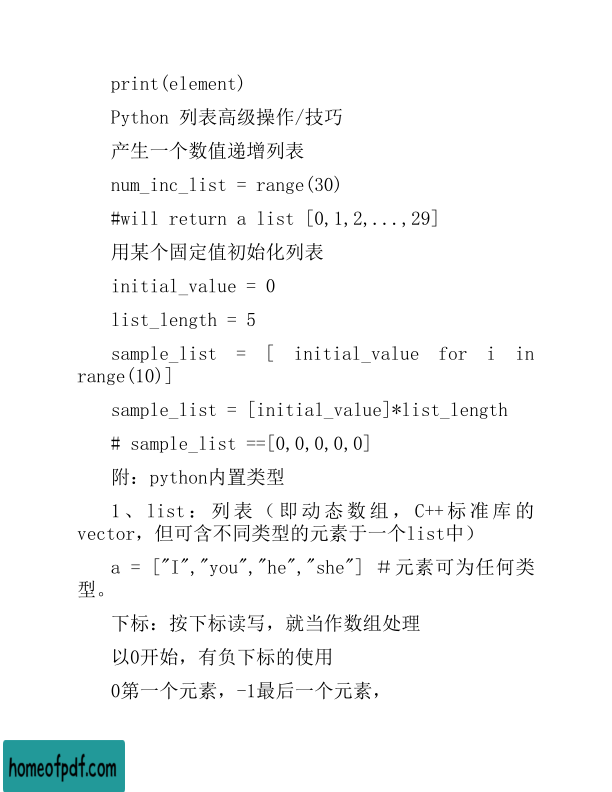 print(element)
Python 列表高级操作/技巧
产生一个数值递增列表
num_inc_list = range(30)
#will return a list [0,1,2,...,29]
用某个固定值初始化列表
initial_value = 0
list_length = 5
sample_list = [ initial_value for i in
range(10)]
sample_list = [initial_value]*list_length
# sample_list ==[0,0,0,0,0]
附：python内置类型
1、list：列表（即动态数组，C++标准库的
vector，但可含不同类型的元素于一个list中）
a = ["I","you","he","she"] ＃元素可为任何类
型。
下标：按下标读写，就当作数组处理
以0开始，有负下标的使用
0第一个元素，-1最后一个元素，
homeofpdf.com